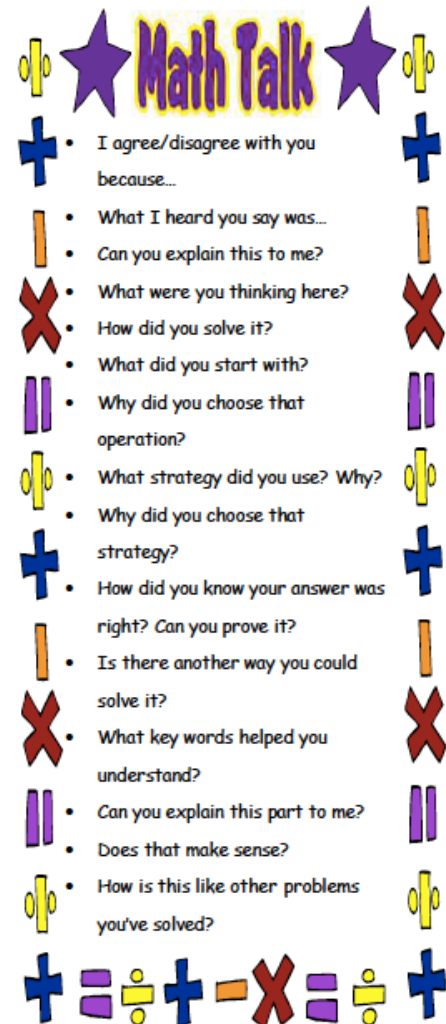 Math Talk
• I agree/disagree with you
because…
• What I heard you say was…
• Can you explain this to me?
• What were you thinking here?
• How did you solve it?
• What did you start with?
• Why did you choose that
operation?
• What strategy did you use? Why?
• Why did you choose that
strategy?
• How did you know your answer was
right? Can you prove it?
• Is there another way you could
solve it?
• What key words helped you
understand?
• Can you explain this part to me?
• Does that make sense?
• How is this like other problems
you've solved?